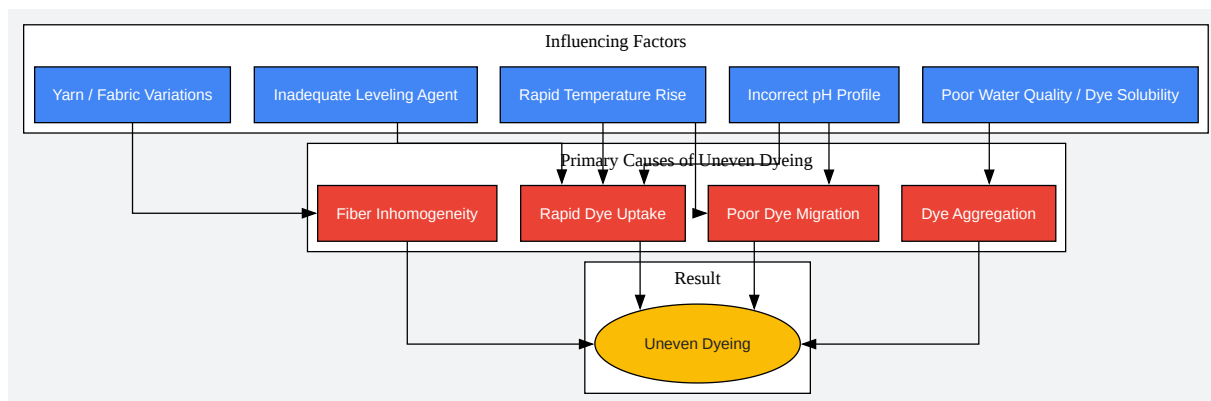 Influencing Factors
Yarn / Fabric Variations
Inadequate Leveling Agent
Rapid Temperature Rise
Incorrect pH Profile
Poor Water Quality / Dye Solubility
Primary Causes of Uneven Dyeing
Fiber Inhomogeneity
Rapid Dye Uptake
Poor Dye Migration
Dye Aggregation
Result
Uneven Dyeing